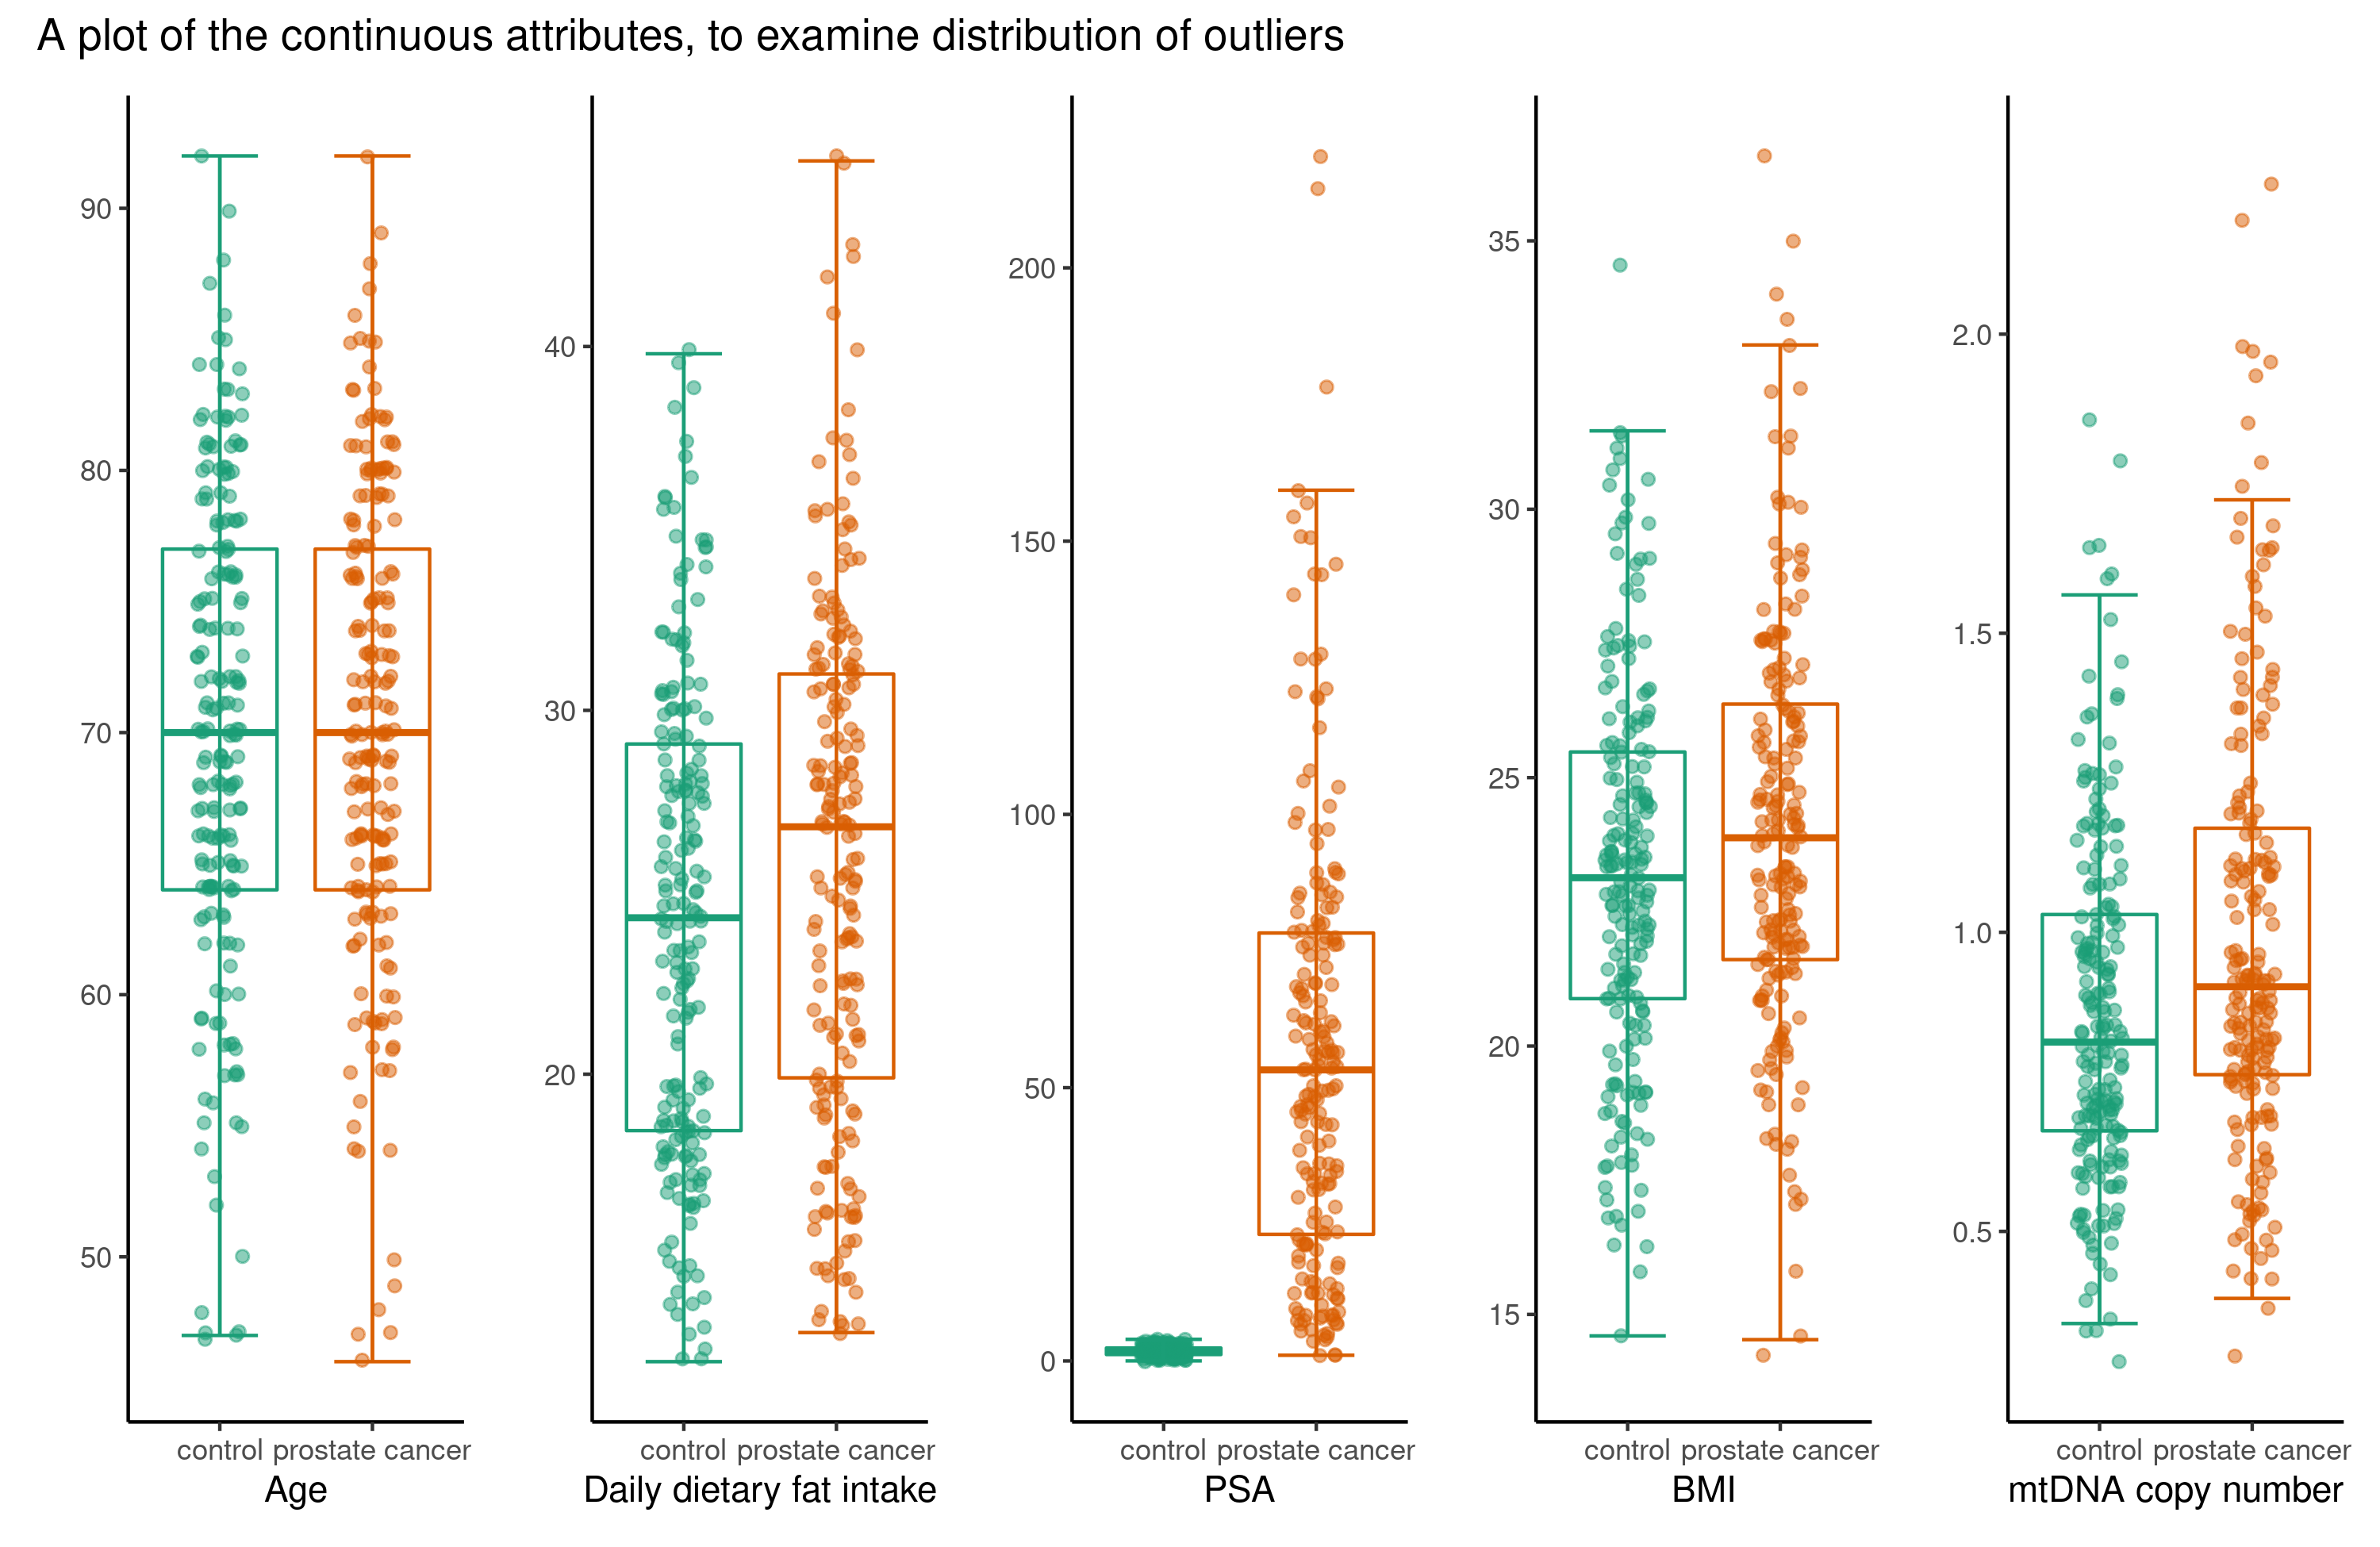 A plot of the continuous attributes, to examine distribution of outliers
90
80
70
60
50
control prostate cancer
Age
40
30
20
control prostate cancer
Daily dietary fat intake
200
150
100
50
0
control prostate cancer
PSA
35
30
25
20
15
control prostate cancer
BMI
2.0
1.5
1.0
0.5
control prostate cancer
mtDNA copy number